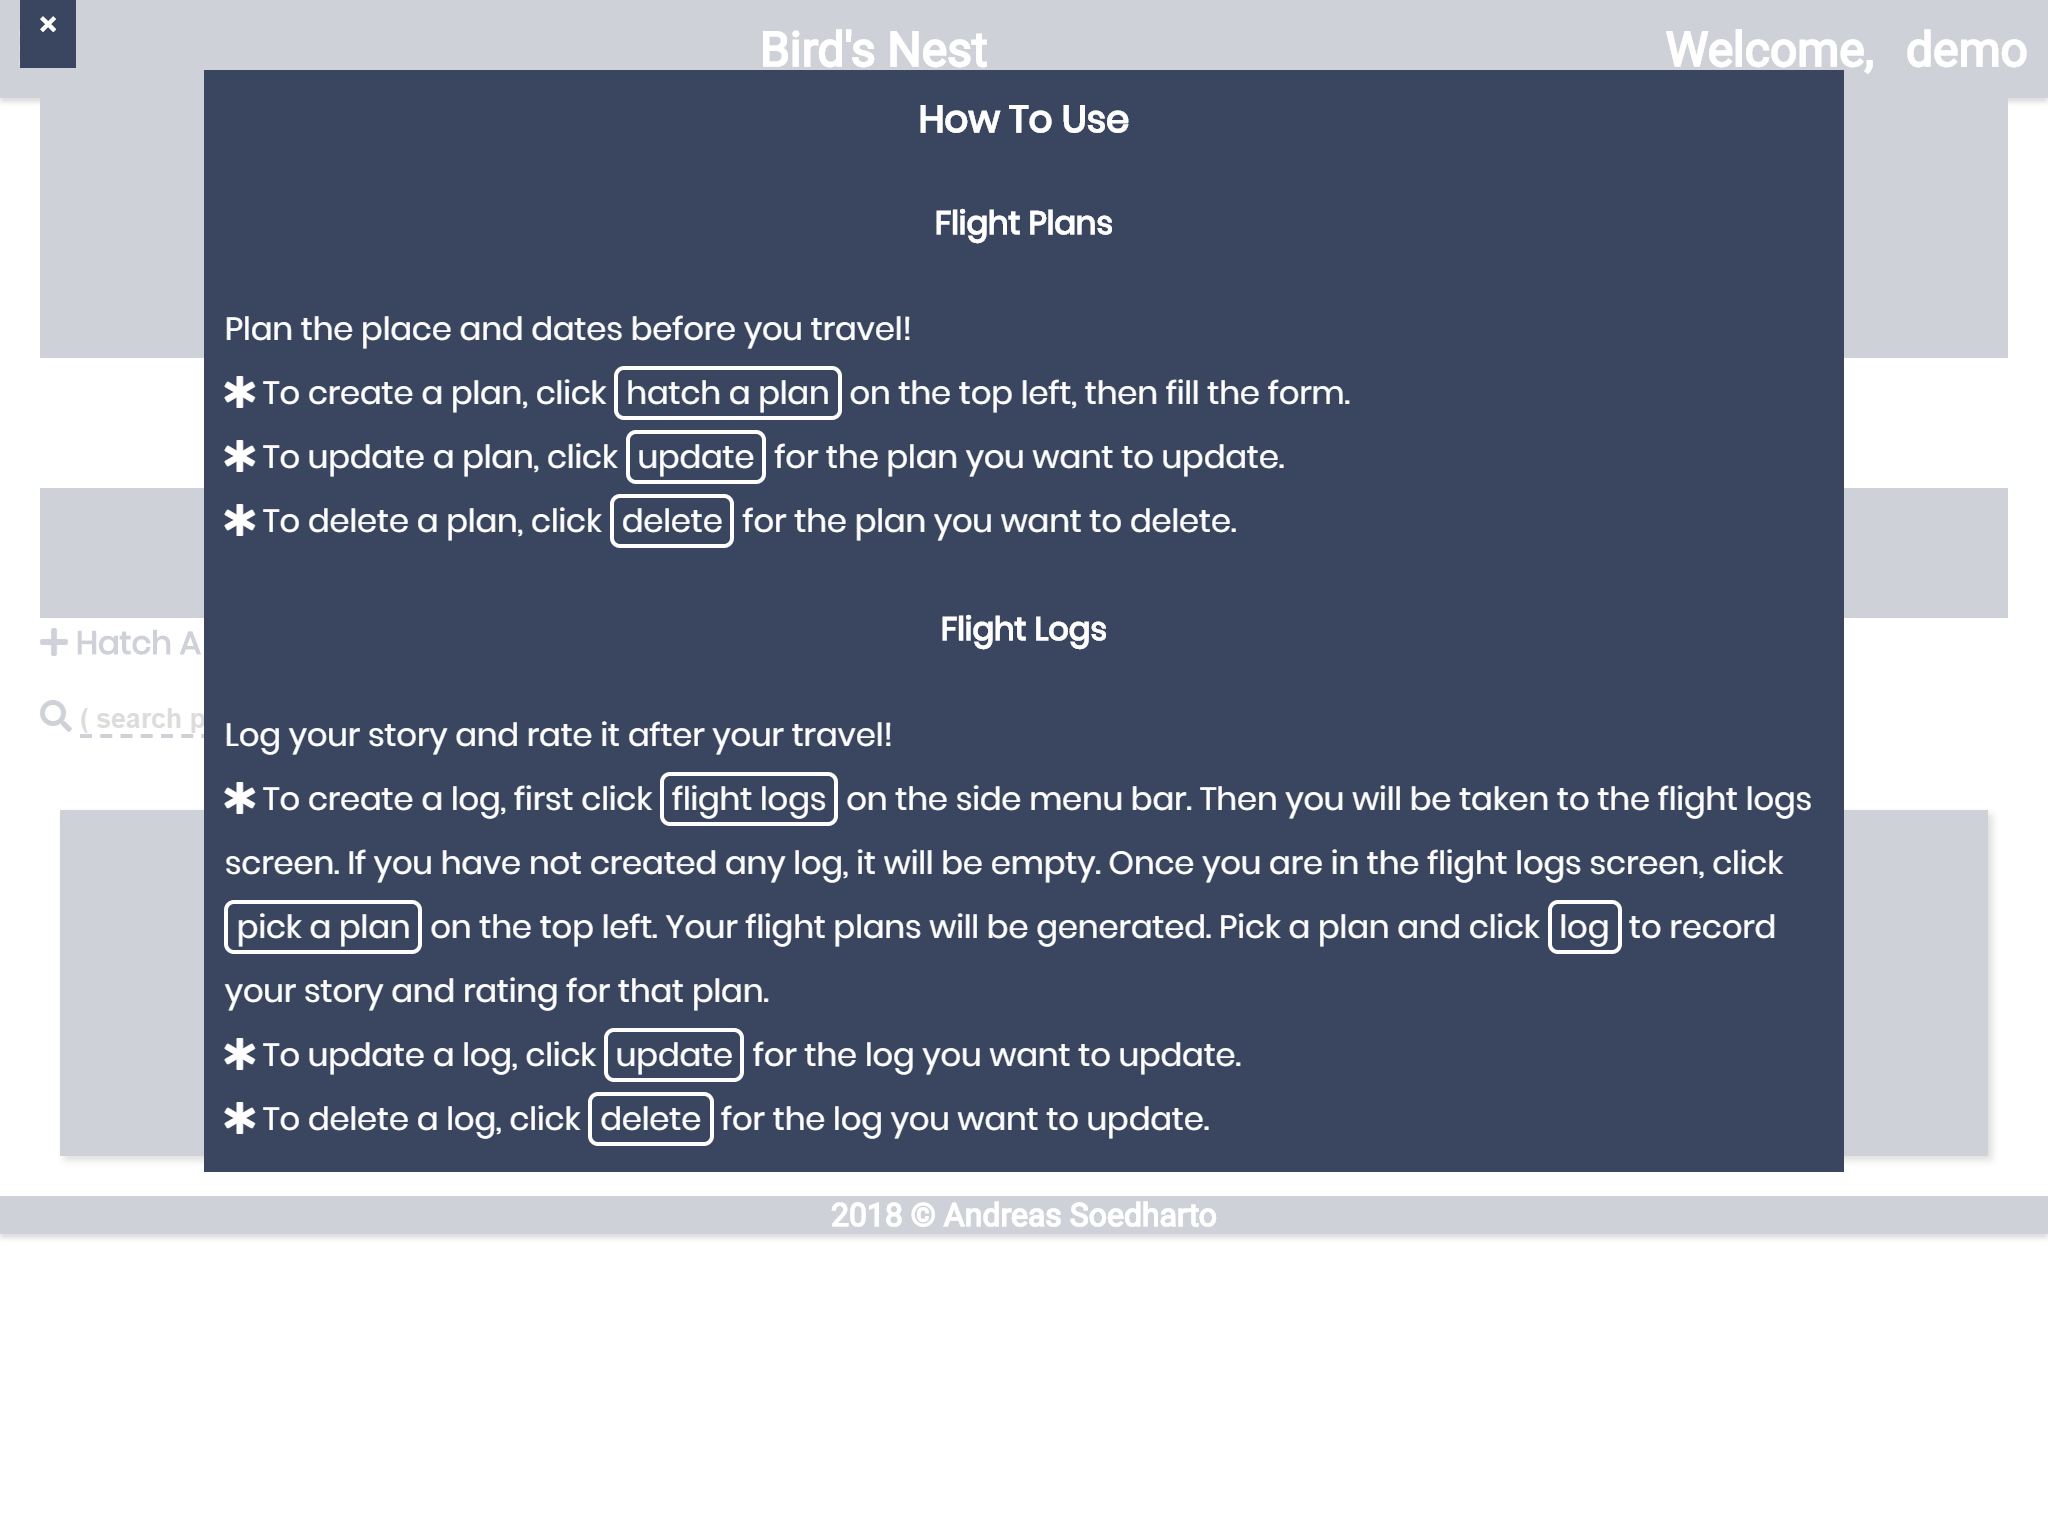 ×
Bird's Nest
Welcome, demo
How To Use
Flight Plans
Plan the place and dates before you travel!
To create a plan, click hatch a plan on the top left, then fill the form.
To update a plan, click update for the plan you want to update.
To delete a plan, click delete for the plan you want to delete.
Flight Logs
Hatch A
( search p
Log your story and rate it after your travel!
To create a log, first click flight logs on the side menu bar. Then you will be taken to the flight logs
screen. If you have not created any log, it will be empty. Once you are in the flight logs screen, click
pick a plan on the top left. Your flight plans will be generated. Pick a plan and click log to record
your story and rating for that plan.
To update a log, click update for the log you want to update.
To delete a log, click delete for the log you want to update.
2018 © Andreas Soedharto